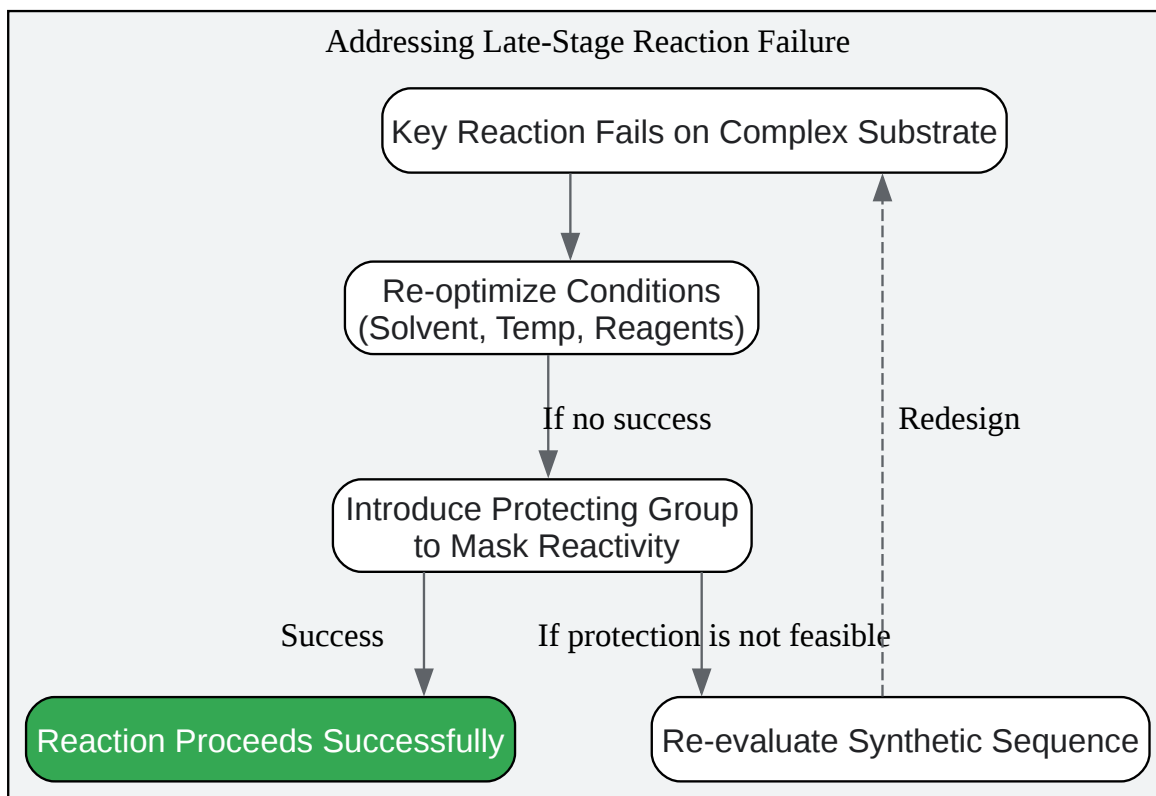 Addressing Late-Stage Reaction Failure
Key Reaction Fails on Complex Substrate
Re-optimize Conditions
(Solvent, Temp, Reagents)
If no success
Redesign
Introduce Protecting Group
to Mask Reactivity
Success
If protection is not feasible
Reaction Proceeds Successfully
Re-evaluate Synthetic Sequence